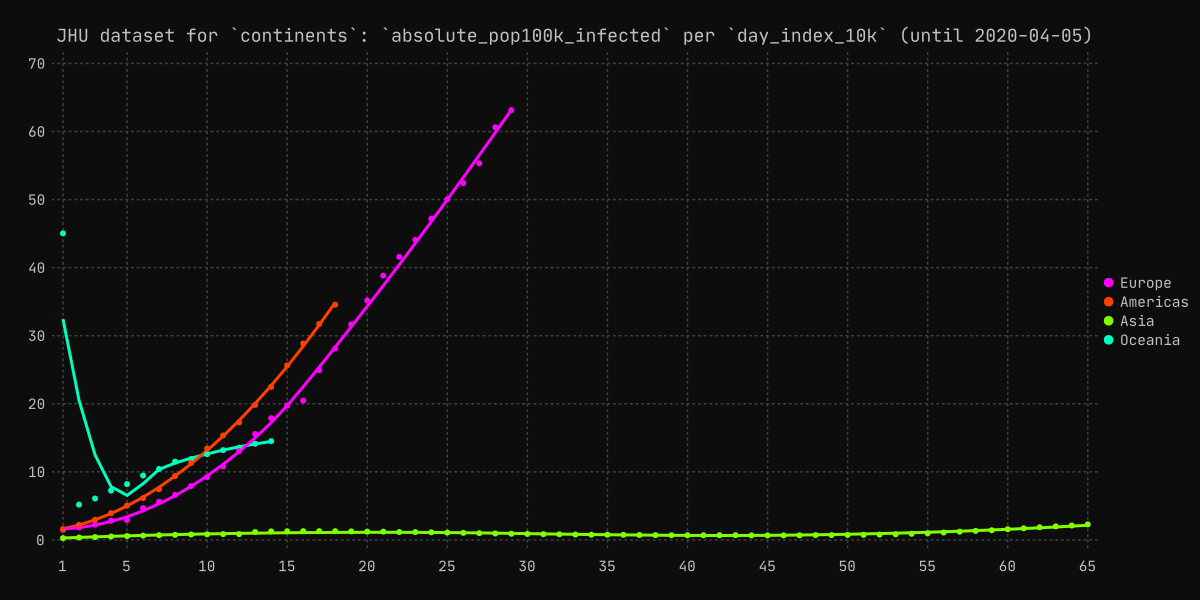 JHU dataset for `continents`: `absolute_pop100k_infected` per `day_index_10k` (until 2020-04-05)
70
60
50
40
30
20
10
0
1 5 10 15 20 25 30 35 40 45 50 55 60 65
Europe
Americas
Asia
Oceania